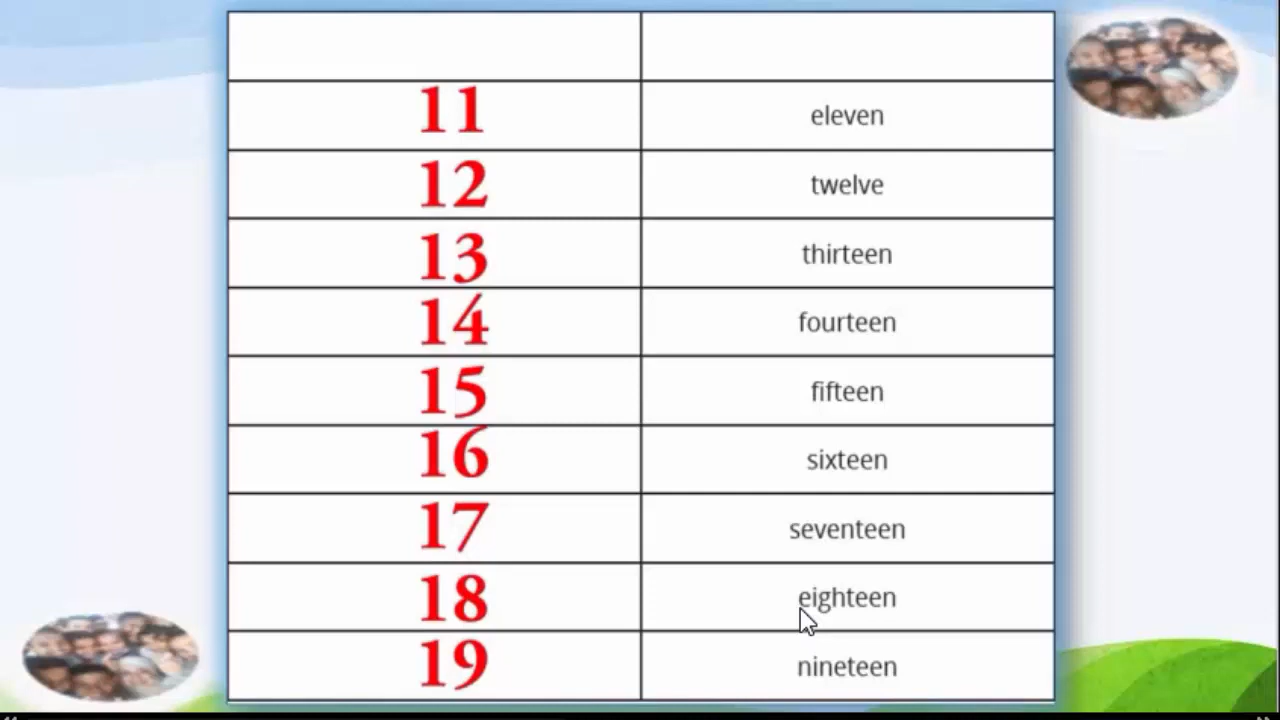 11 eleven
12 twelve
13 thirteen
14 fourteen
15 fifteen
16 sixteen
17 seventeen
18 eighteen
19 nineteen